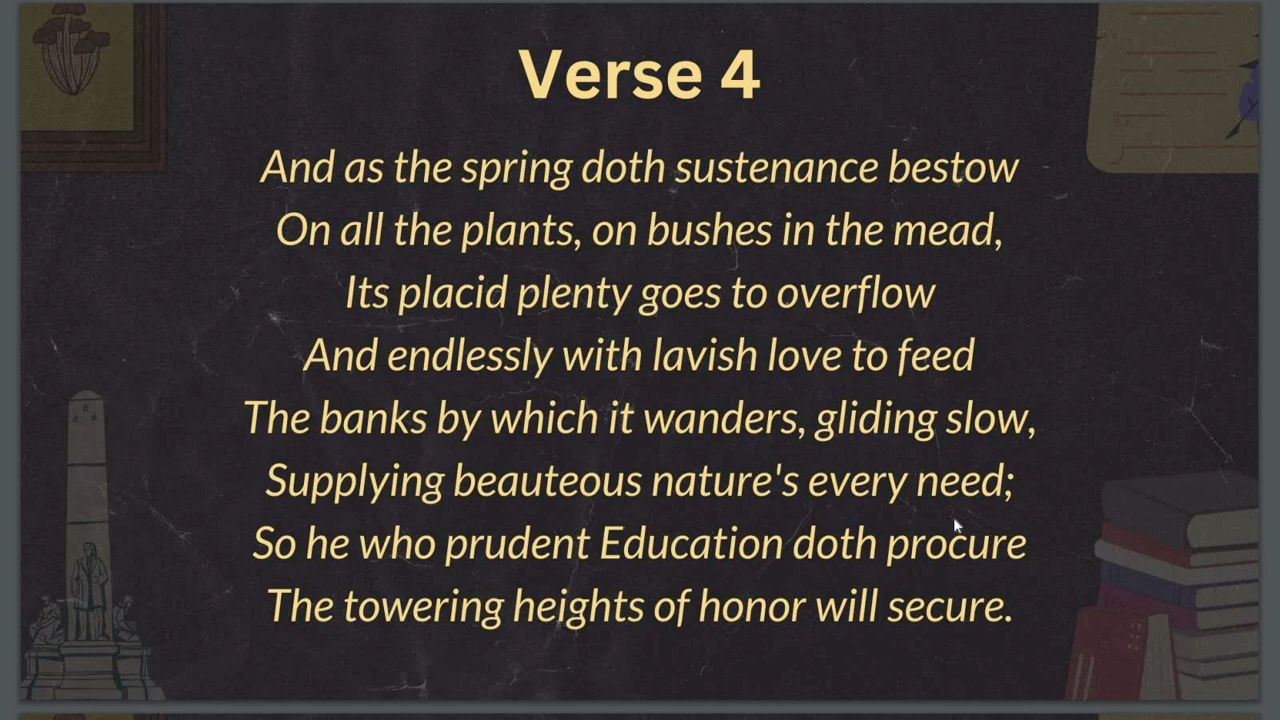 Verse 4
And as the spring doth sustenance bestow
On all the plants, on bushes in the mead,
Its placid plenty goes to overflow
And endlessly with lavish love to feed
The banks by which it wanders, gliding slow,
Supplying beauteous nature's every need;
So he who prudent Education doth procure
The towering heights of honor will secure.